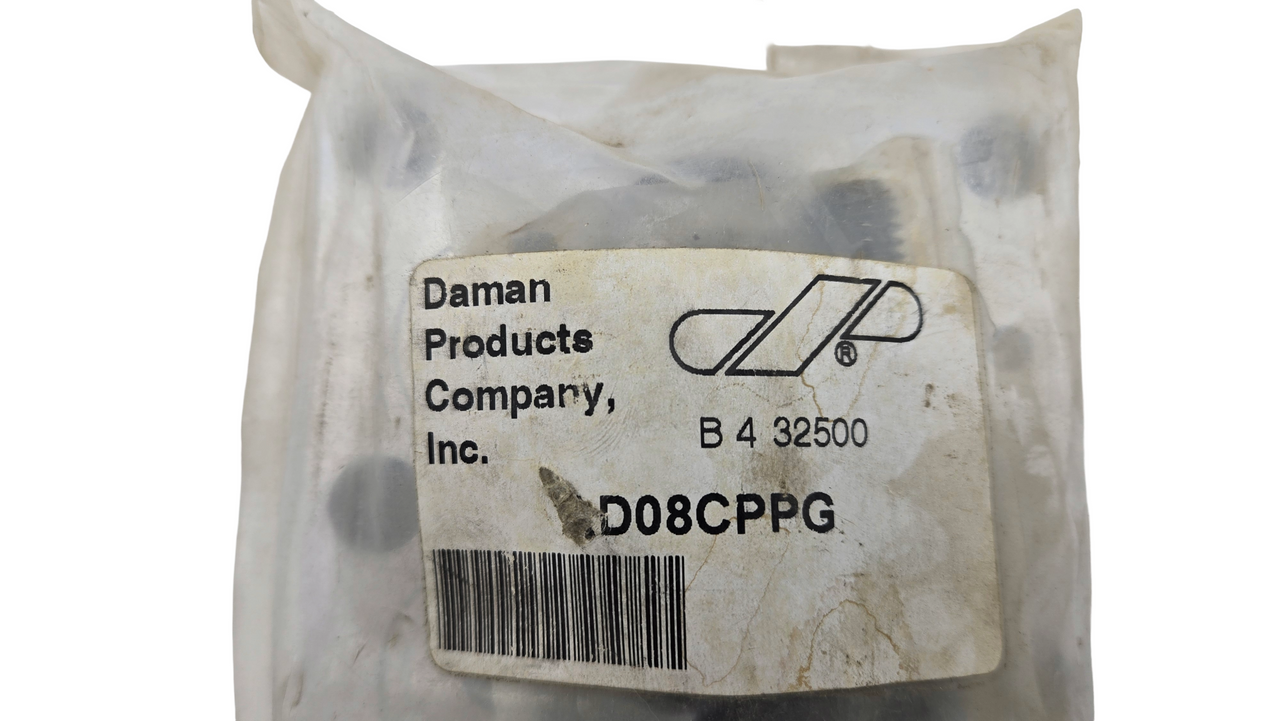 Daman
Products
Company,
Inc.
®
B 4 32500
D08CPPG